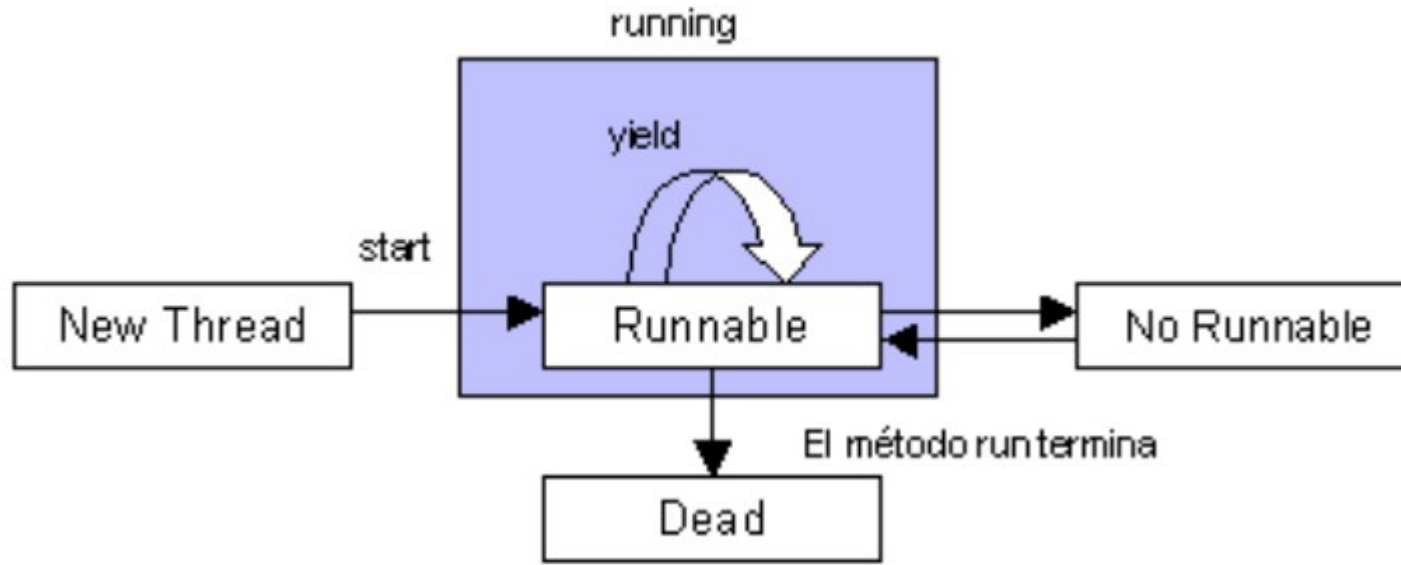 running
yield
start
New Thread
Runnable
No Runnable
El método run termina
Dead